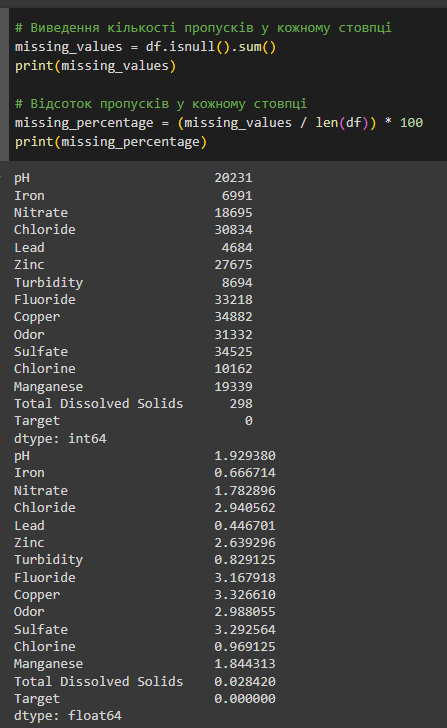 # Виведення кількості пропусків у кожному стовпці
missing_values = df.isnull().sum()
print(missing_values)
# Відсоток пропусків у кожному стовпці
missing_percentage = (missing_values / len(df)) * 100
print(missing_percentage)
pH 20231
Iron 6991
Nitrate 18695
Chloride 30834
Lead 4684
Zinc 27675
Turbidity 8694
Fluoride 33218
Copper 34882
Odor 31332
Sulfate 34525
Chlorine 10162
Manganese 19339
Total Dissolved Solids 298
Target 0
dtype: int64
pH 1.929380
Iron 0.666714
Nitrate 1.782896
Chloride 2.940562
Lead 0.446701
Zinc 2.639296
Turbidity 0.829125
Fluoride 3.167918
Copper 3.326610
Odor 2.988055
Sulfate 3.292564
Chlorine 0.969125
Manganese 1.844313
Total Dissolved Solids 0.028420
Target 0.000000
dtype: float64